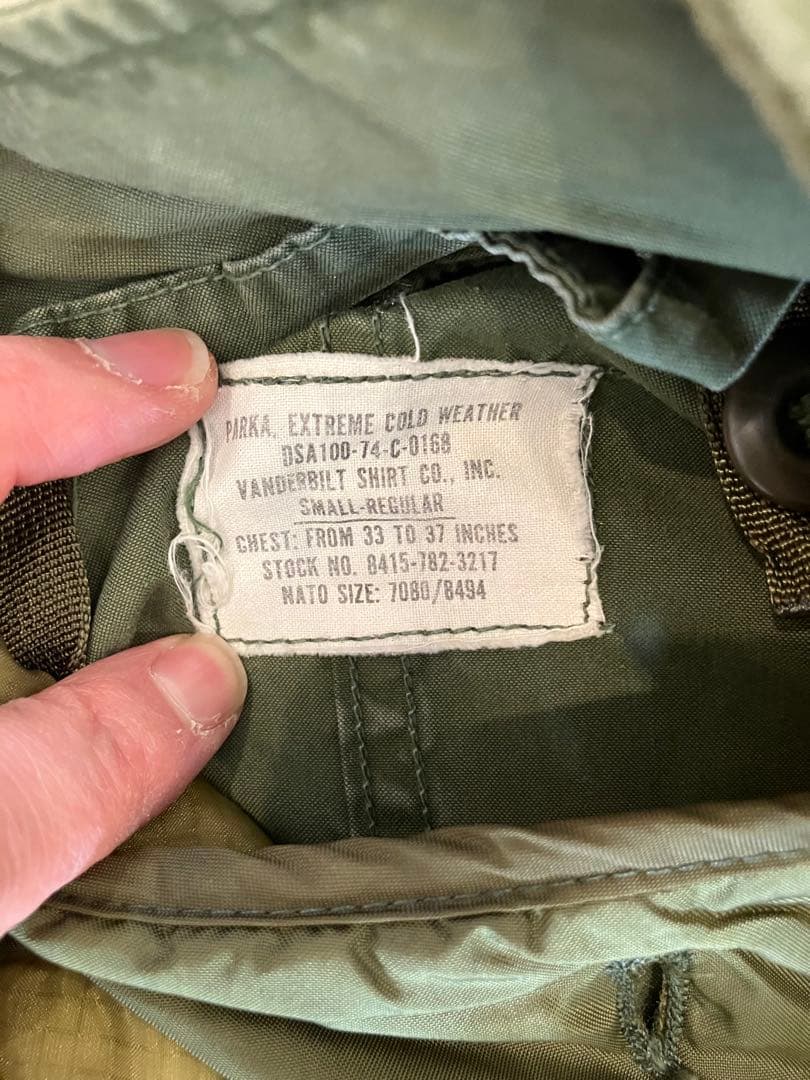 PARKA, EXTREME COLD WEATHER
DSA100-74-C-0168
VANDERBILT SHIRT CO., INC.
SMALL-REGULAR
CHEST: FROM 33 TO 37 INCHES
STOCK NO. 8415-782-3217
NATO SIZE: 7080/8494